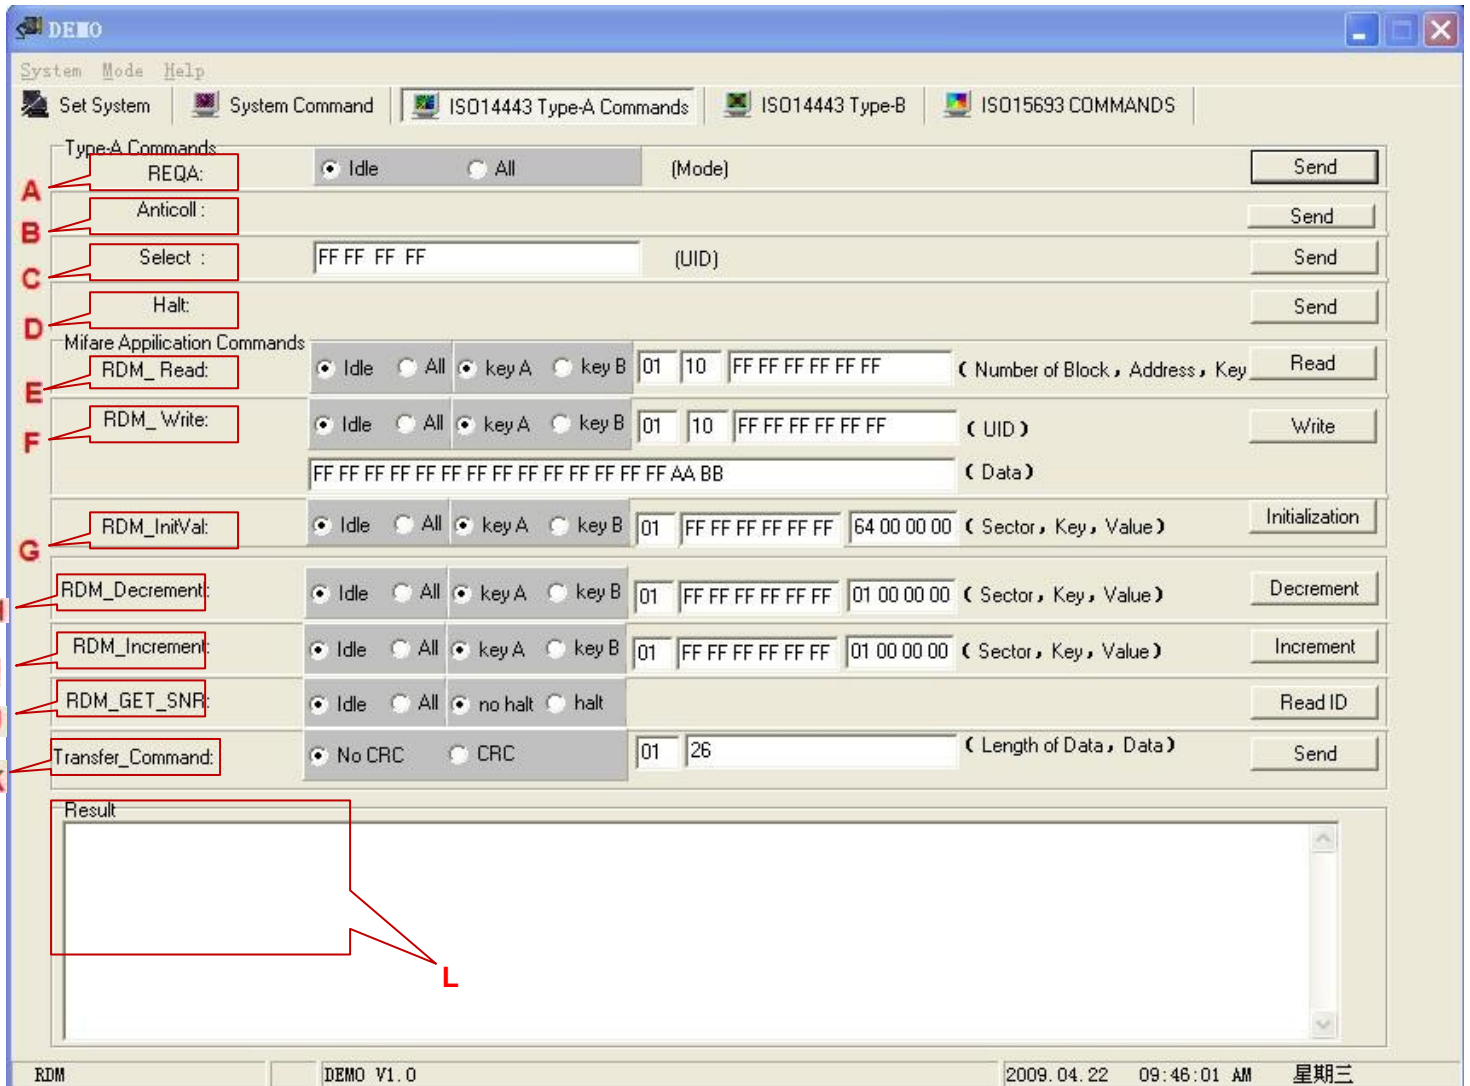 DEMO
System Mode Help
Set System System Command ISO14443 Type-A Commands ISO14443 Type-B ISO15693 COMMANDS
Type-A Commands
A REQA: Idle All (Mode) Send
B Anticoll : Send
C Select : FF FF FF FF (UID) Send
D Halt: Send
Mifare Appilication Commands
E RDM_ Read: Idle All key A key B 01 10 FF FF FF FF FF FF ( Number of Block , Address , Key Read
F RDM_ Write: Idle All key A key B 01 10 FF FF FF FF FF FF ( UID ) Write
FF FF FF FF FF FF FF FF FF FF FF FF FF FF AA BB ( Data )
G RDM_InitVal: Idle All key A key B 01 FF FF FF FF FF FF 64 00 00 00 ( Sector , Key , Value ) Initialization
RDM_Decrement: Idle All key A key B 01 FF FF FF FF FF FF 01 00 00 00 ( Sector , Key , Value ) Decrement
RDM_Increment: Idle All key A key B 01 FF FF FF FF FF FF 01 00 00 00 ( Sector , Key , Value ) Increment
RDM_GET_SNR: Idle All no halt halt Read ID
Transfer_Command: No CRC CRC 01 26 ( Length of Data , Data ) Send
Result
L
RDM DEMO V1.0 2009.04.22 09:46:01 AM 星期三